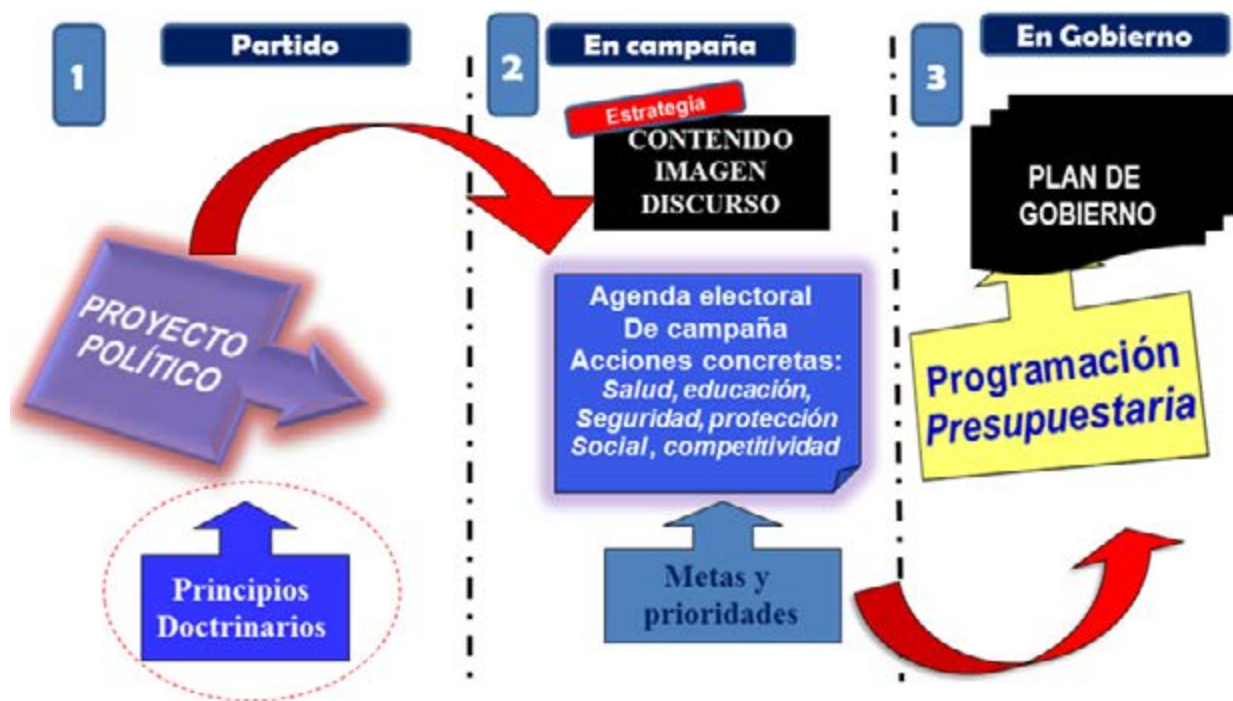 1
Partido
PROYECTO
POLÍTICO
Principios
Doctrinarios
2
En campaña
Estrategia
CONTENIDO
IMAGEN
DISCURSO
Agenda electoral
De campaña
Acciones concretas:
Salud, educación,
Seguridad, protección
Social, competitividad
Metas y
prioridades
3
En Gobierno
PLAN DE
GOBIERNO
Programación
Presupuestaria